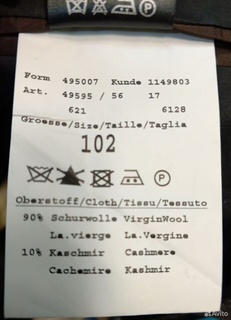 Form 495007 Kunde 1149803
Art. 49595 / 56 17
621 6128
Groesse/Size/Taille/Taglia
102
P
Oberstoff/Cloth/Tissu/Tessuto
90% Schurwolle VirginWool
La.vierge La.Vergine
10% Kaschmir Cashmere
Cachemire Kashmir
Avito